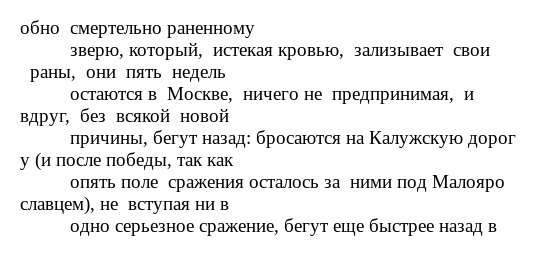 обно смертельно раненному
зверю, который, истекая кровью, зализывает свои
раны, они пять недель
остаются в Москве, ничего не предпринимая, и
вдруг, без всякой новой
причины, бегут назад: бросаются на Калужскую дорог
у (и после победы, так как
опять поле сражения осталось за ними под Малояро
славцем), не вступая ни в
одно серьезное сражение, бегут еще быстрее назад в